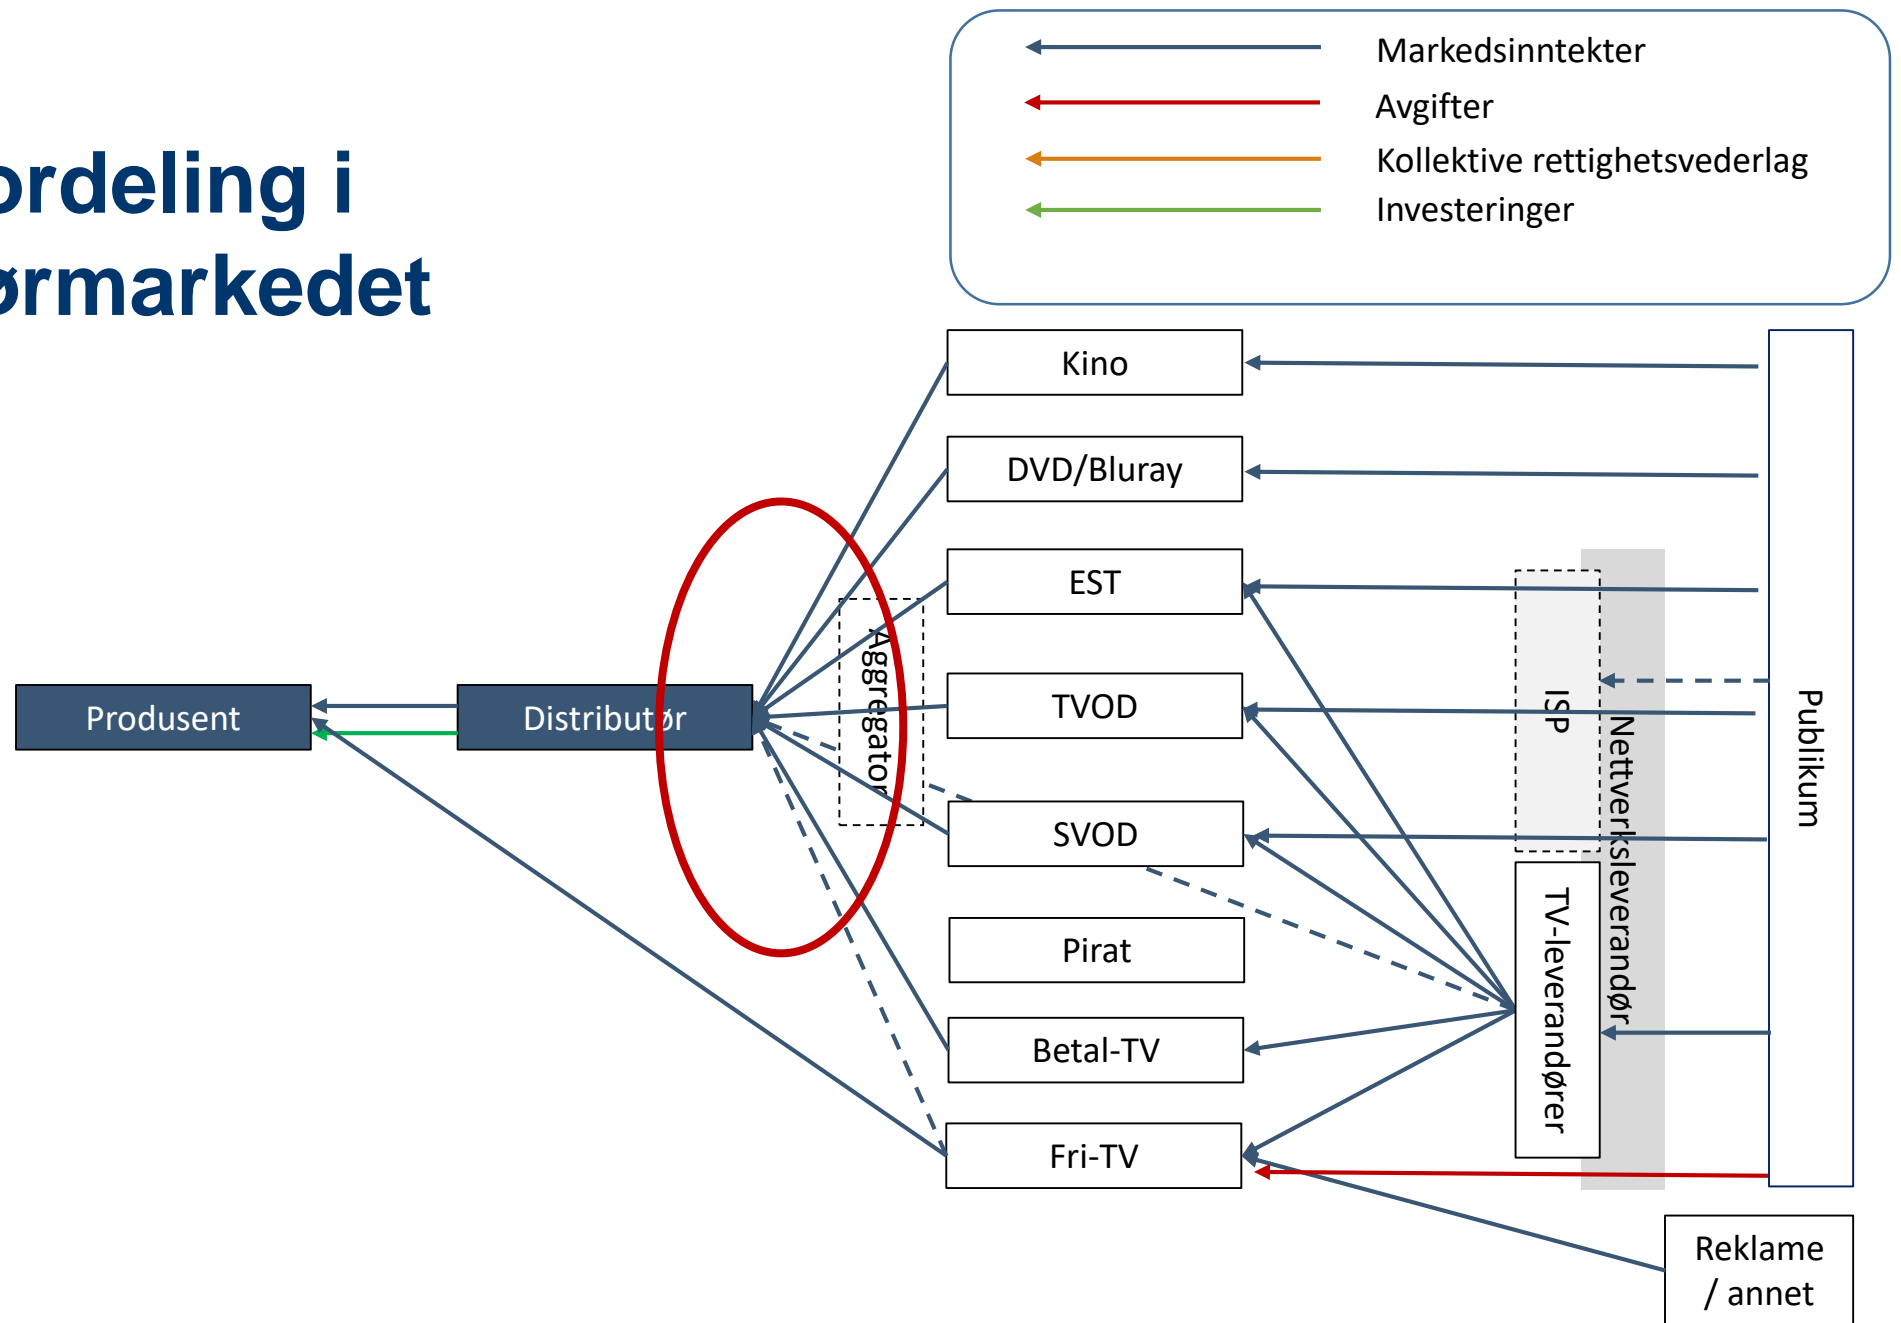 ordeling i
ørmarkedet
Markedsinntekter
Avgifter
Kollektive rettighetsvederlag
Investeringer
Kino
DVD/Bluray
EST
TVOD
SVOD
Pirat
Betal-TV
Fri-TV
Produsent
Distributør
Aggregator
ISP
Nettverksleverandør
TV-leverandører
Publikum
Reklame
/ annet